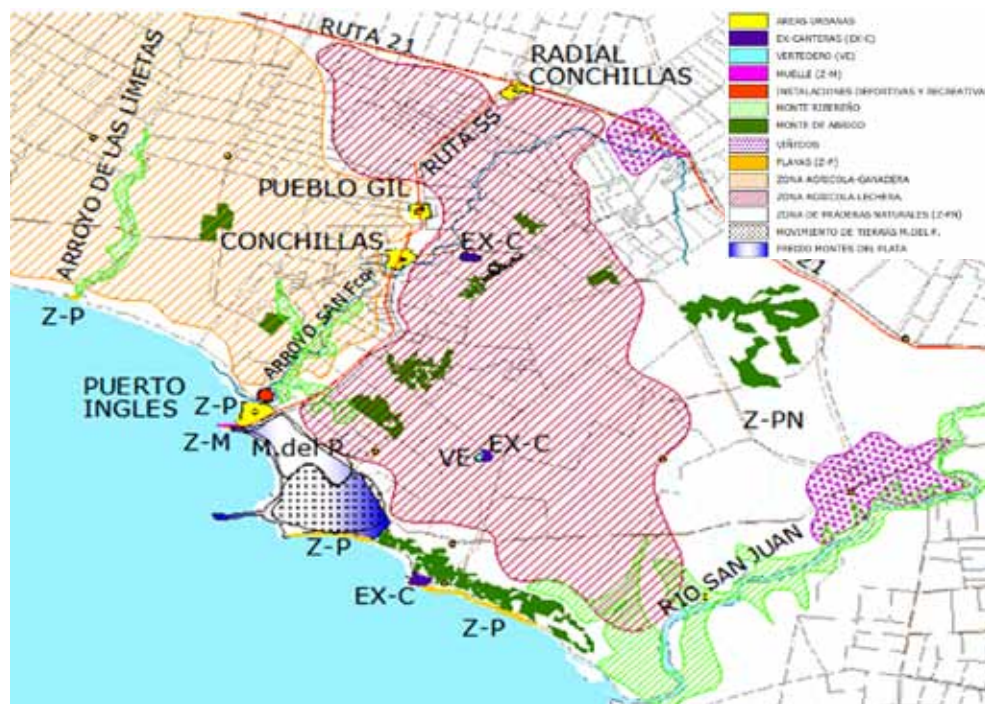 RUTA 21
RADIAL
CONCHILLAS
ARROYO DE LAS LIMETAS
RUTA 55
PUEBLO GIL
CONCHILLAS
EX-C
ARROYO SAN Fco.
Z-P
PUERTO
INGLES
Z-P
Z-M
M.del P.
VE
EX-C
Z-PN
21
Z-P
EX-C
Z-P
RIO SAN JUAN
AREAS URBANAS
EX-CANTERAS (EX-C)
VERTEDERO (VE)
MUELLE (Z-M)
INSTALACIONES DEPORTIVAS Y RECREATIVAS
MONTE RIBEREÑO
MONTE DE ABRIGO
VIÑEDOS
PLAYAS (Z-P)
ZONA AGRICOLA-GANADERA
ZONA AGRICOLA-LECHERA
ZONA DE PRADERAS NATURALES (Z-PN)
MOVIMIENTO DE TIERRAS M.DEL P.
PREDIO MONTES DEL PLATA